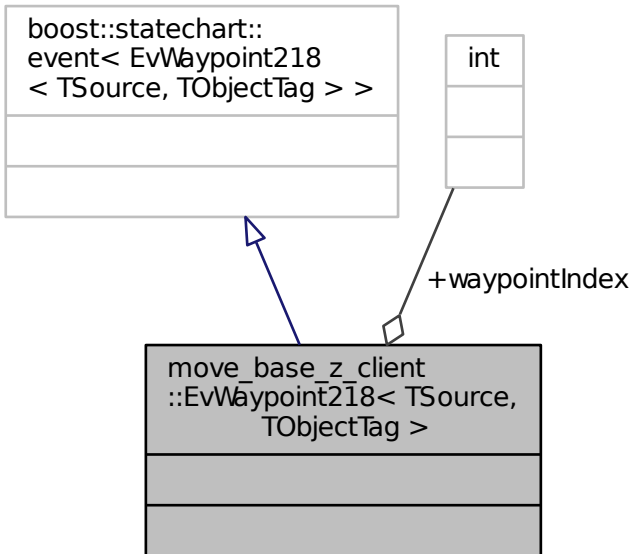 boost::statechart::
event< EvWaypoint218
< TSource, TObjectTag > >
int
+waypointIndex
move_base_z_client
::EvWaypoint218< TSource,
TObjectTag >